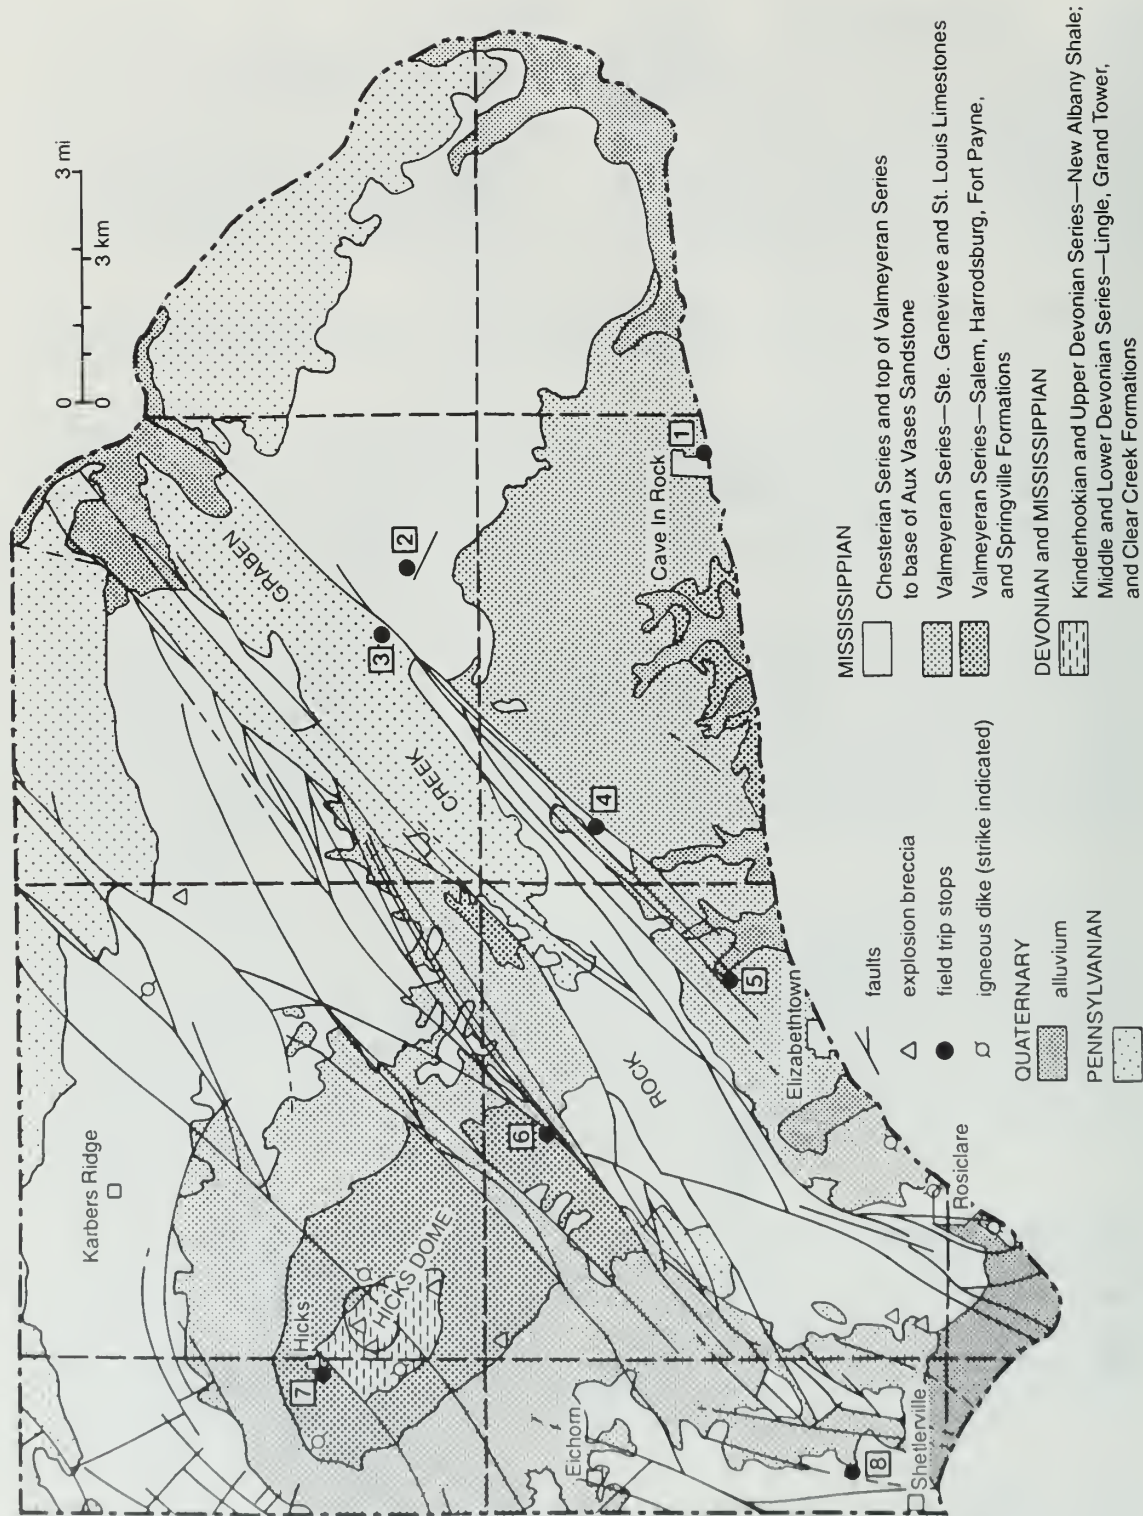 0 3 mi
0 3 km
Karbers Ridge
Hicks
HICKS DOME
Eichorn
Shetlerville
Rosiclare
Elizabethtown
Cave In Rock
ROCK
CREEK
GRABEN
1
2
3
4
5
6
7
8
faults
explosion breccia
field trip stops
igneous dike (strike indicated)
QUATERNARY
alluvium
PENNSYLVANIAN
MISSISSIPPIAN
Chesterian Series and top of Valmeyeran Series
to base of Aux Vases Sandstone
Valmeyeran Series—Ste. Genevieve and St. Louis Limestones
Valmeyeran Series—Salem, Harrodsburg, Fort Payne,
and Springville Formations
DEVONIAN and MISSISSIPPIAN
Kinderhookian and Upper Devonian Series—New Albany Shale;
Middle and Lower Devonian Series—Lingle, Grand Tower,
and Clear Creek Formations